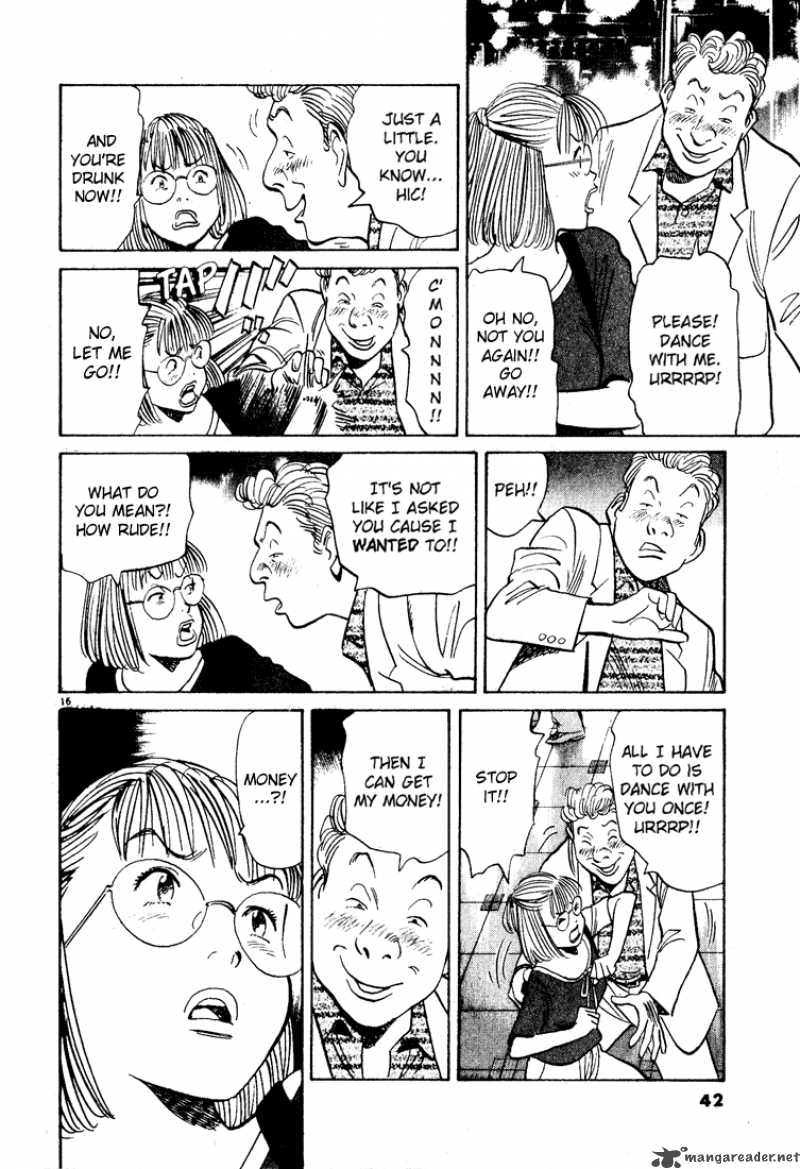 PLEASE!
DANCE
WITH ME.
URRRRP!
OH NO,
NOT YOU
AGAIN!!
GO
AWAY!!
JUST A
LITTLE.
YOU
KNOW...
HIC!
AND
YOU'RE
DRUNK
NOW!!
C'MONNNNN!!
TAP
NO,
LET ME
GO!!
PEH!!
IT'S NOT
LIKE I ASKED
YOU CAUSE I
WANTED TO!!
WHAT DO
YOU MEAN?!
HOW RUDE!!
16
ALL I HAVE
TO DO IS
DANCE WITH
YOU ONCE!
URRRP!!
STOP
IT!!
THEN I
CAN GET
MY MONEY!
MONEY
...?!
42
mangareader.net